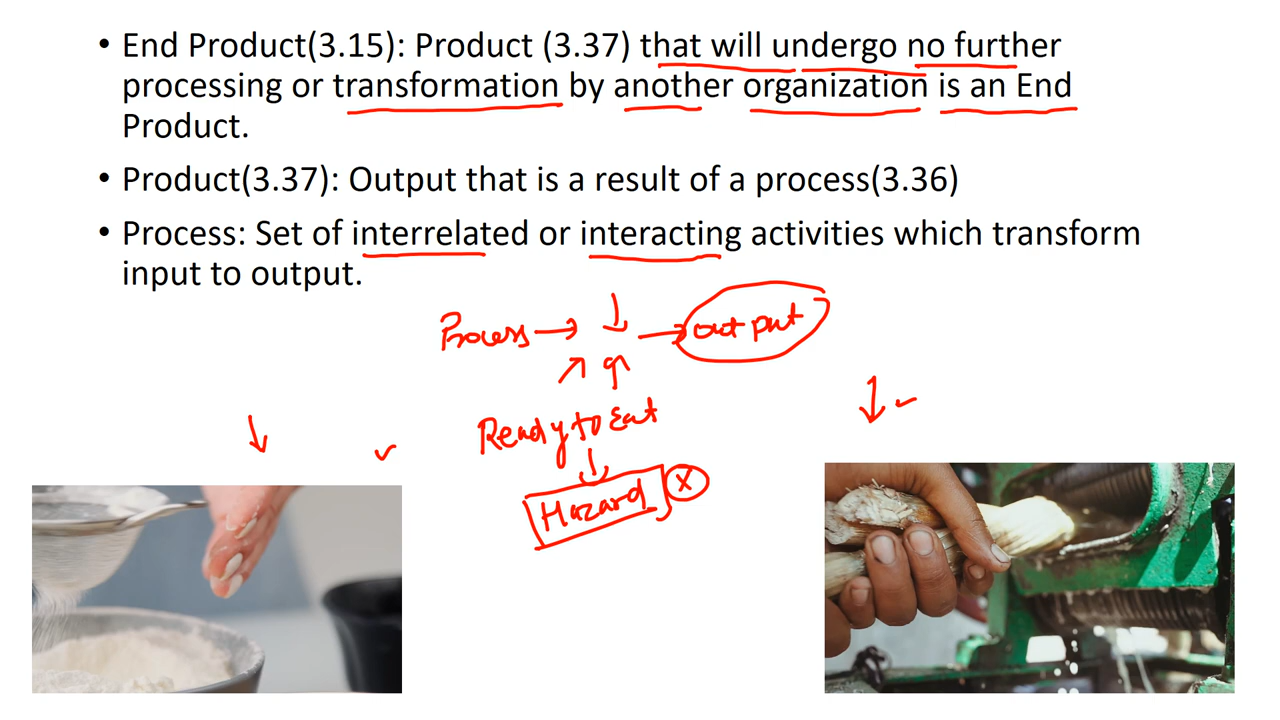 • End Product(3.15): Product (3.37) that will undergo no further
processing or transformation by another organization is an End
Product.
• Product(3.37): Output that is a result of a process(3.36)
• Process: Set of interrelated or interacting activities which transform
input to output.
Process → ↓ → output
Ready to Eat
Hazard X